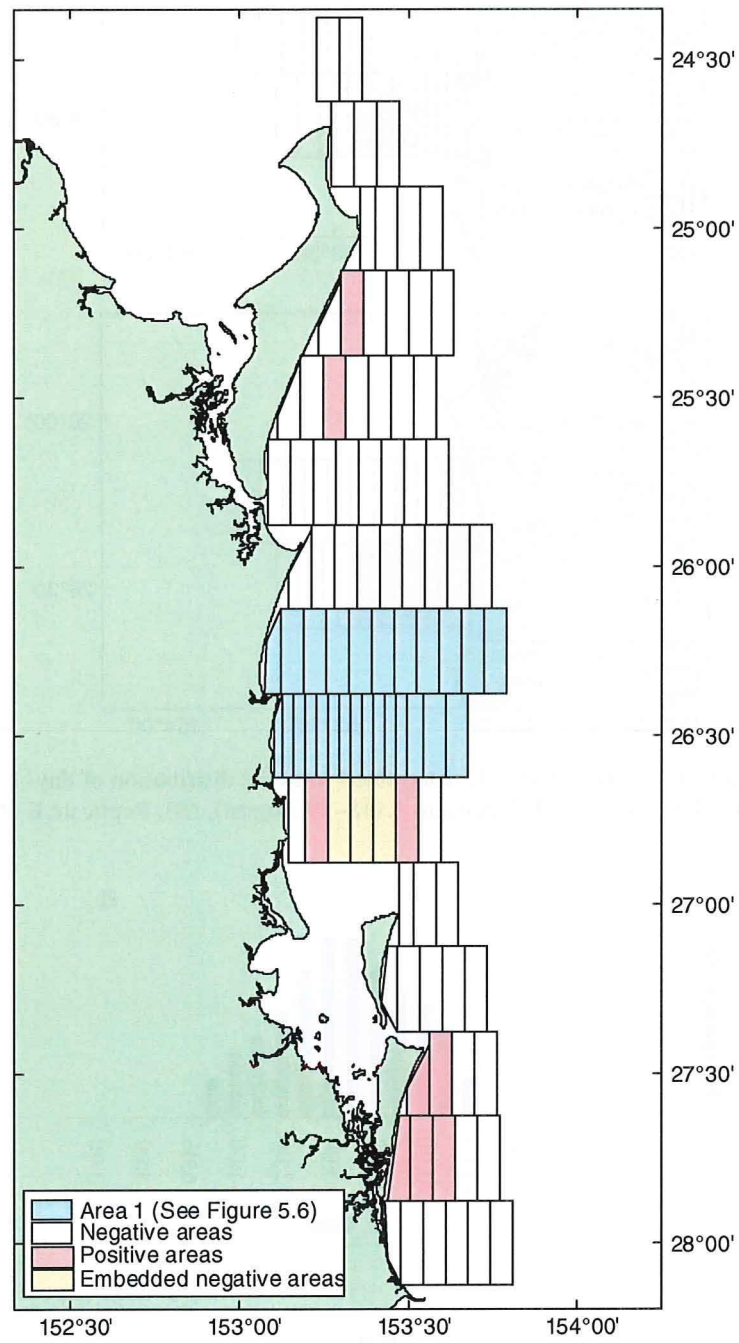 24°30'
25°00'
25°30'
26°00'
26°30'
27°00'
27°30'
28°00'
Area 1 (See Figure 5.6)
Negative areas
Positive areas
Embedded negative areas
152°30' 153°00' 153°30' 154°00'